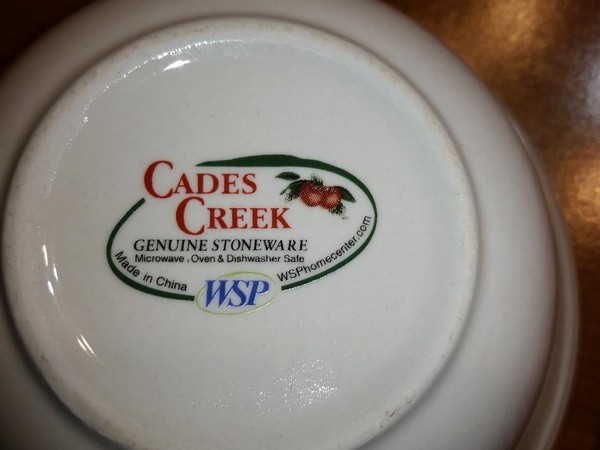 CADES
CREEK
GENUINE STONEWARE
Microwave , Oven & Dishwasher Safe
Made in China
WSP
WSPhomecenter.com